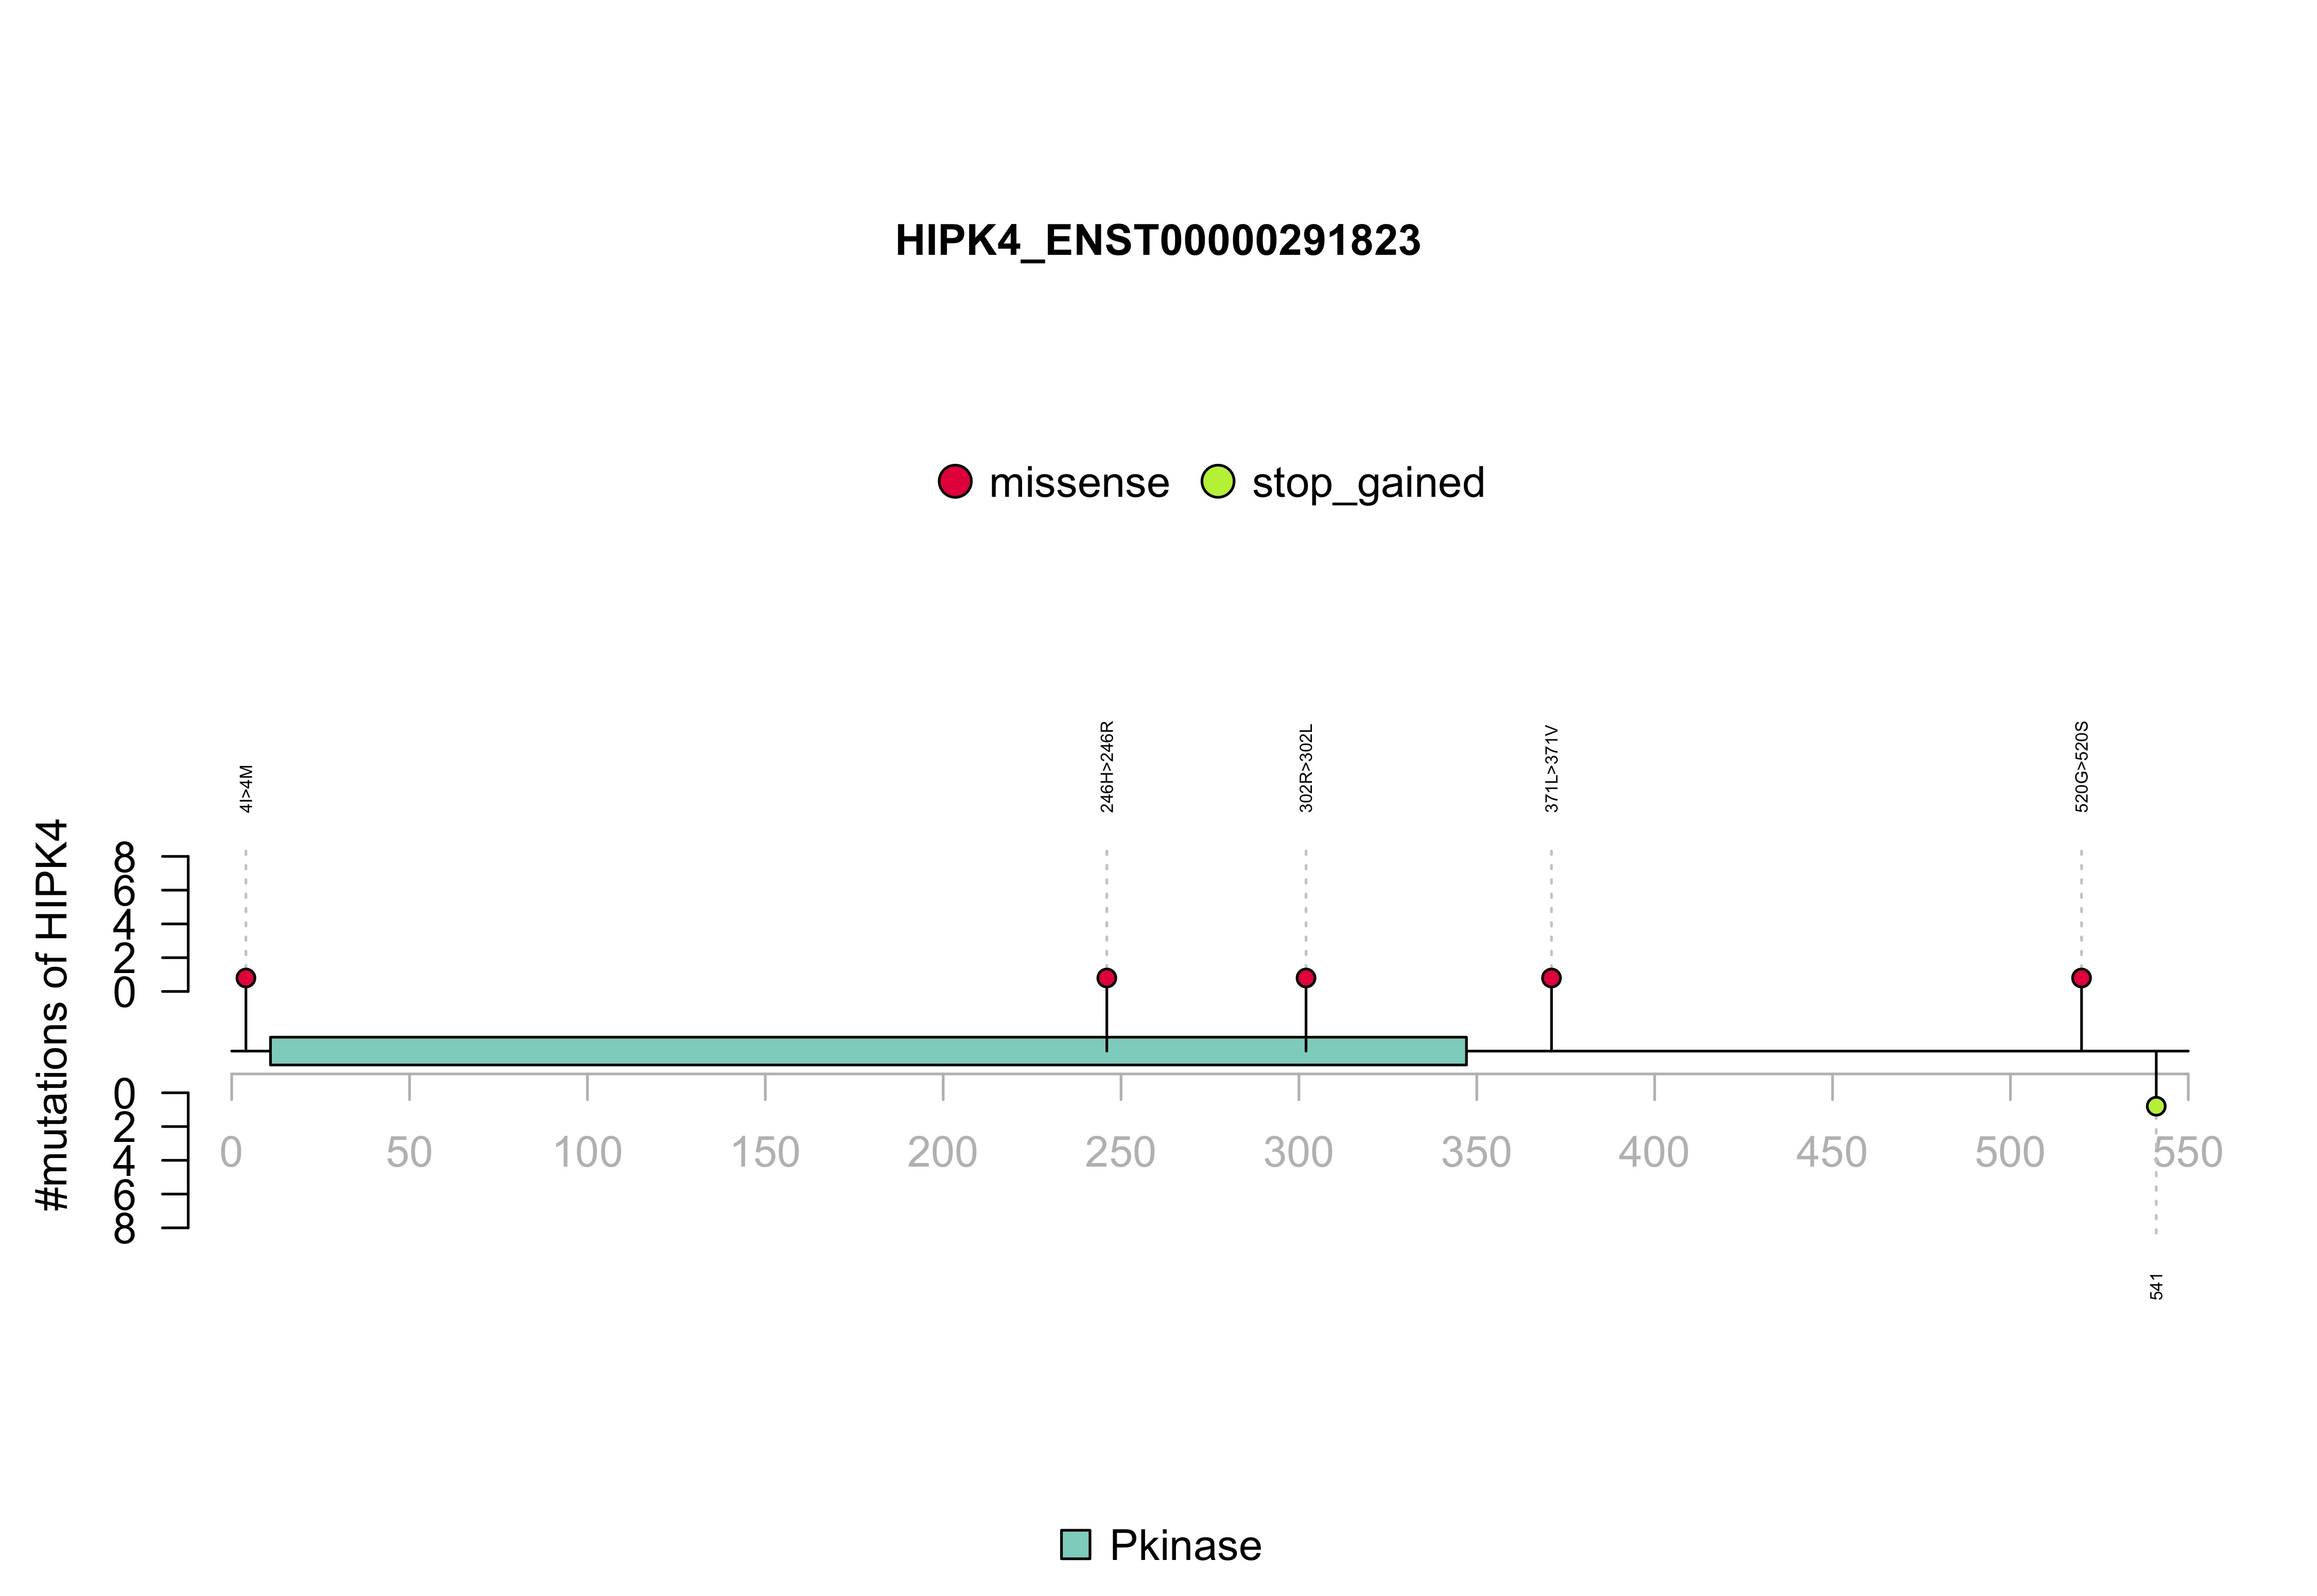 HIPK4_ENST00000291823
missense stop_gained
4I>4M 246H>246R 302R>302L 371L>371V 520G>520S
#mutations of HIPK4
8
6
4
2
0
0
2
4
6
8
0 50 100 150 200 250 300 350 400 450 500 550
541
Pkinase